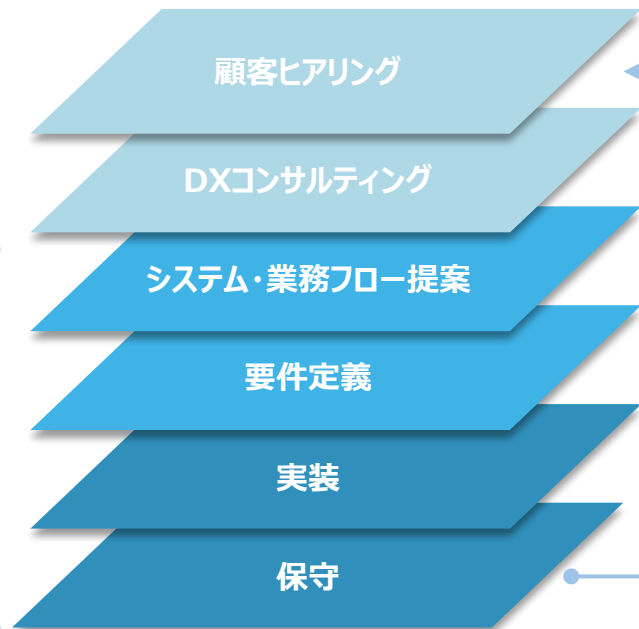 顧客ヒアリング
DXコンサルティング
システム・業務フロー提案
要件定義
実装
保守